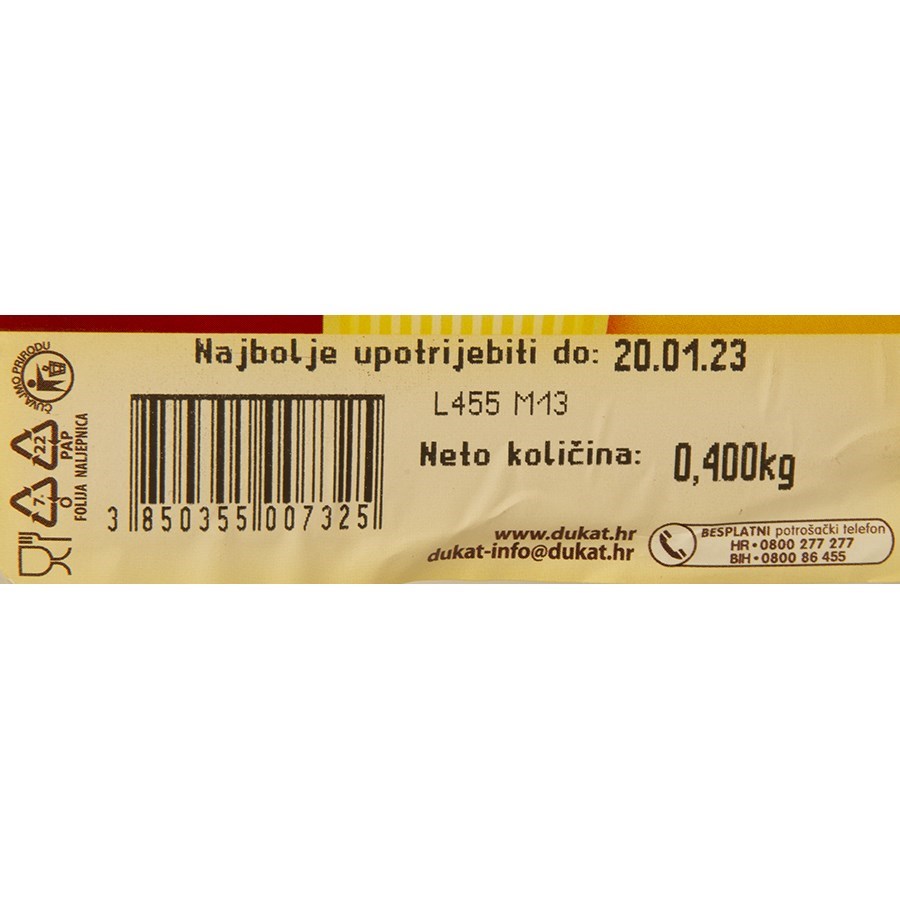 Najbolje upotrijebiti do: 20.01.23
L455 M13
Neto količina: 0,400kg
3 850355 007325
www.dukat.hr
dukat-info@dukat.hr
BESPLATNI potrošački telefon
HR • 0800 277 277
BIH • 0800 86 455
ČUVAJMO PRIRODU
22
PAP
NALJEPNICA
7
O
FOLIJA